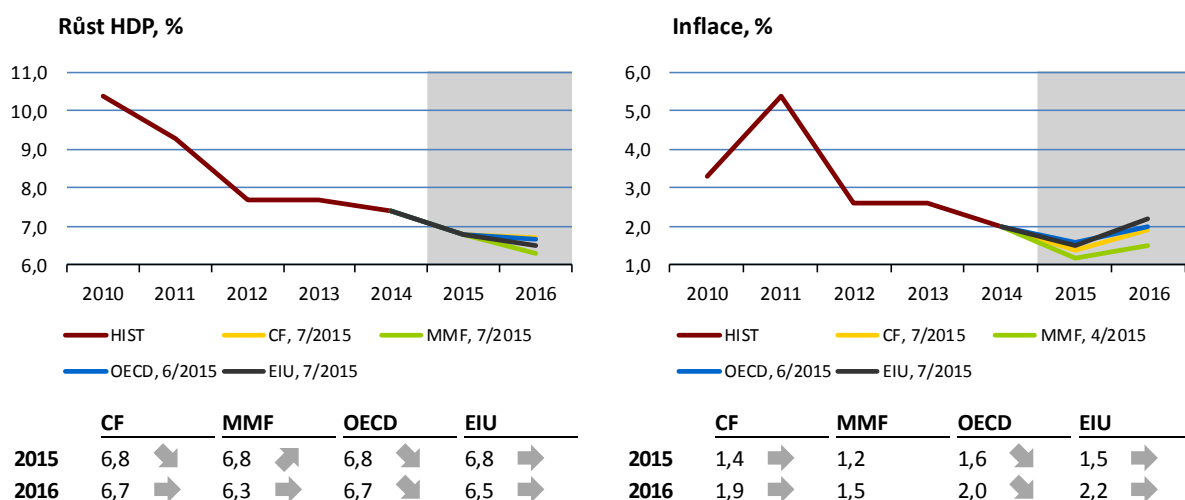 Růst HDP, %
11,0
10,0
9,0
8,0
7,0
6,0
2010 2011 2012 2013 2014 2015 2016
HIST CF, 7/2015 MMF, 7/2015
OECD, 6/2015 EIU, 7/2015
CF MMF OECD EIU
2015 6,8 6,8 6,8 6,8
2016 6,7 6,3 6,7 6,5
Inflace, %
6,0
5,0
4,0
3,0
2,0
1,0
2010 2011 2012 2013 2014 2015 2016
HIST CF, 7/2015 MMF, 4/2015
OECD, 6/2015 EIU, 7/2015
CF MMF OECD EIU
2015 1,4 1,2 1,6 1,5
2016 1,9 1,5 2,0 2,2